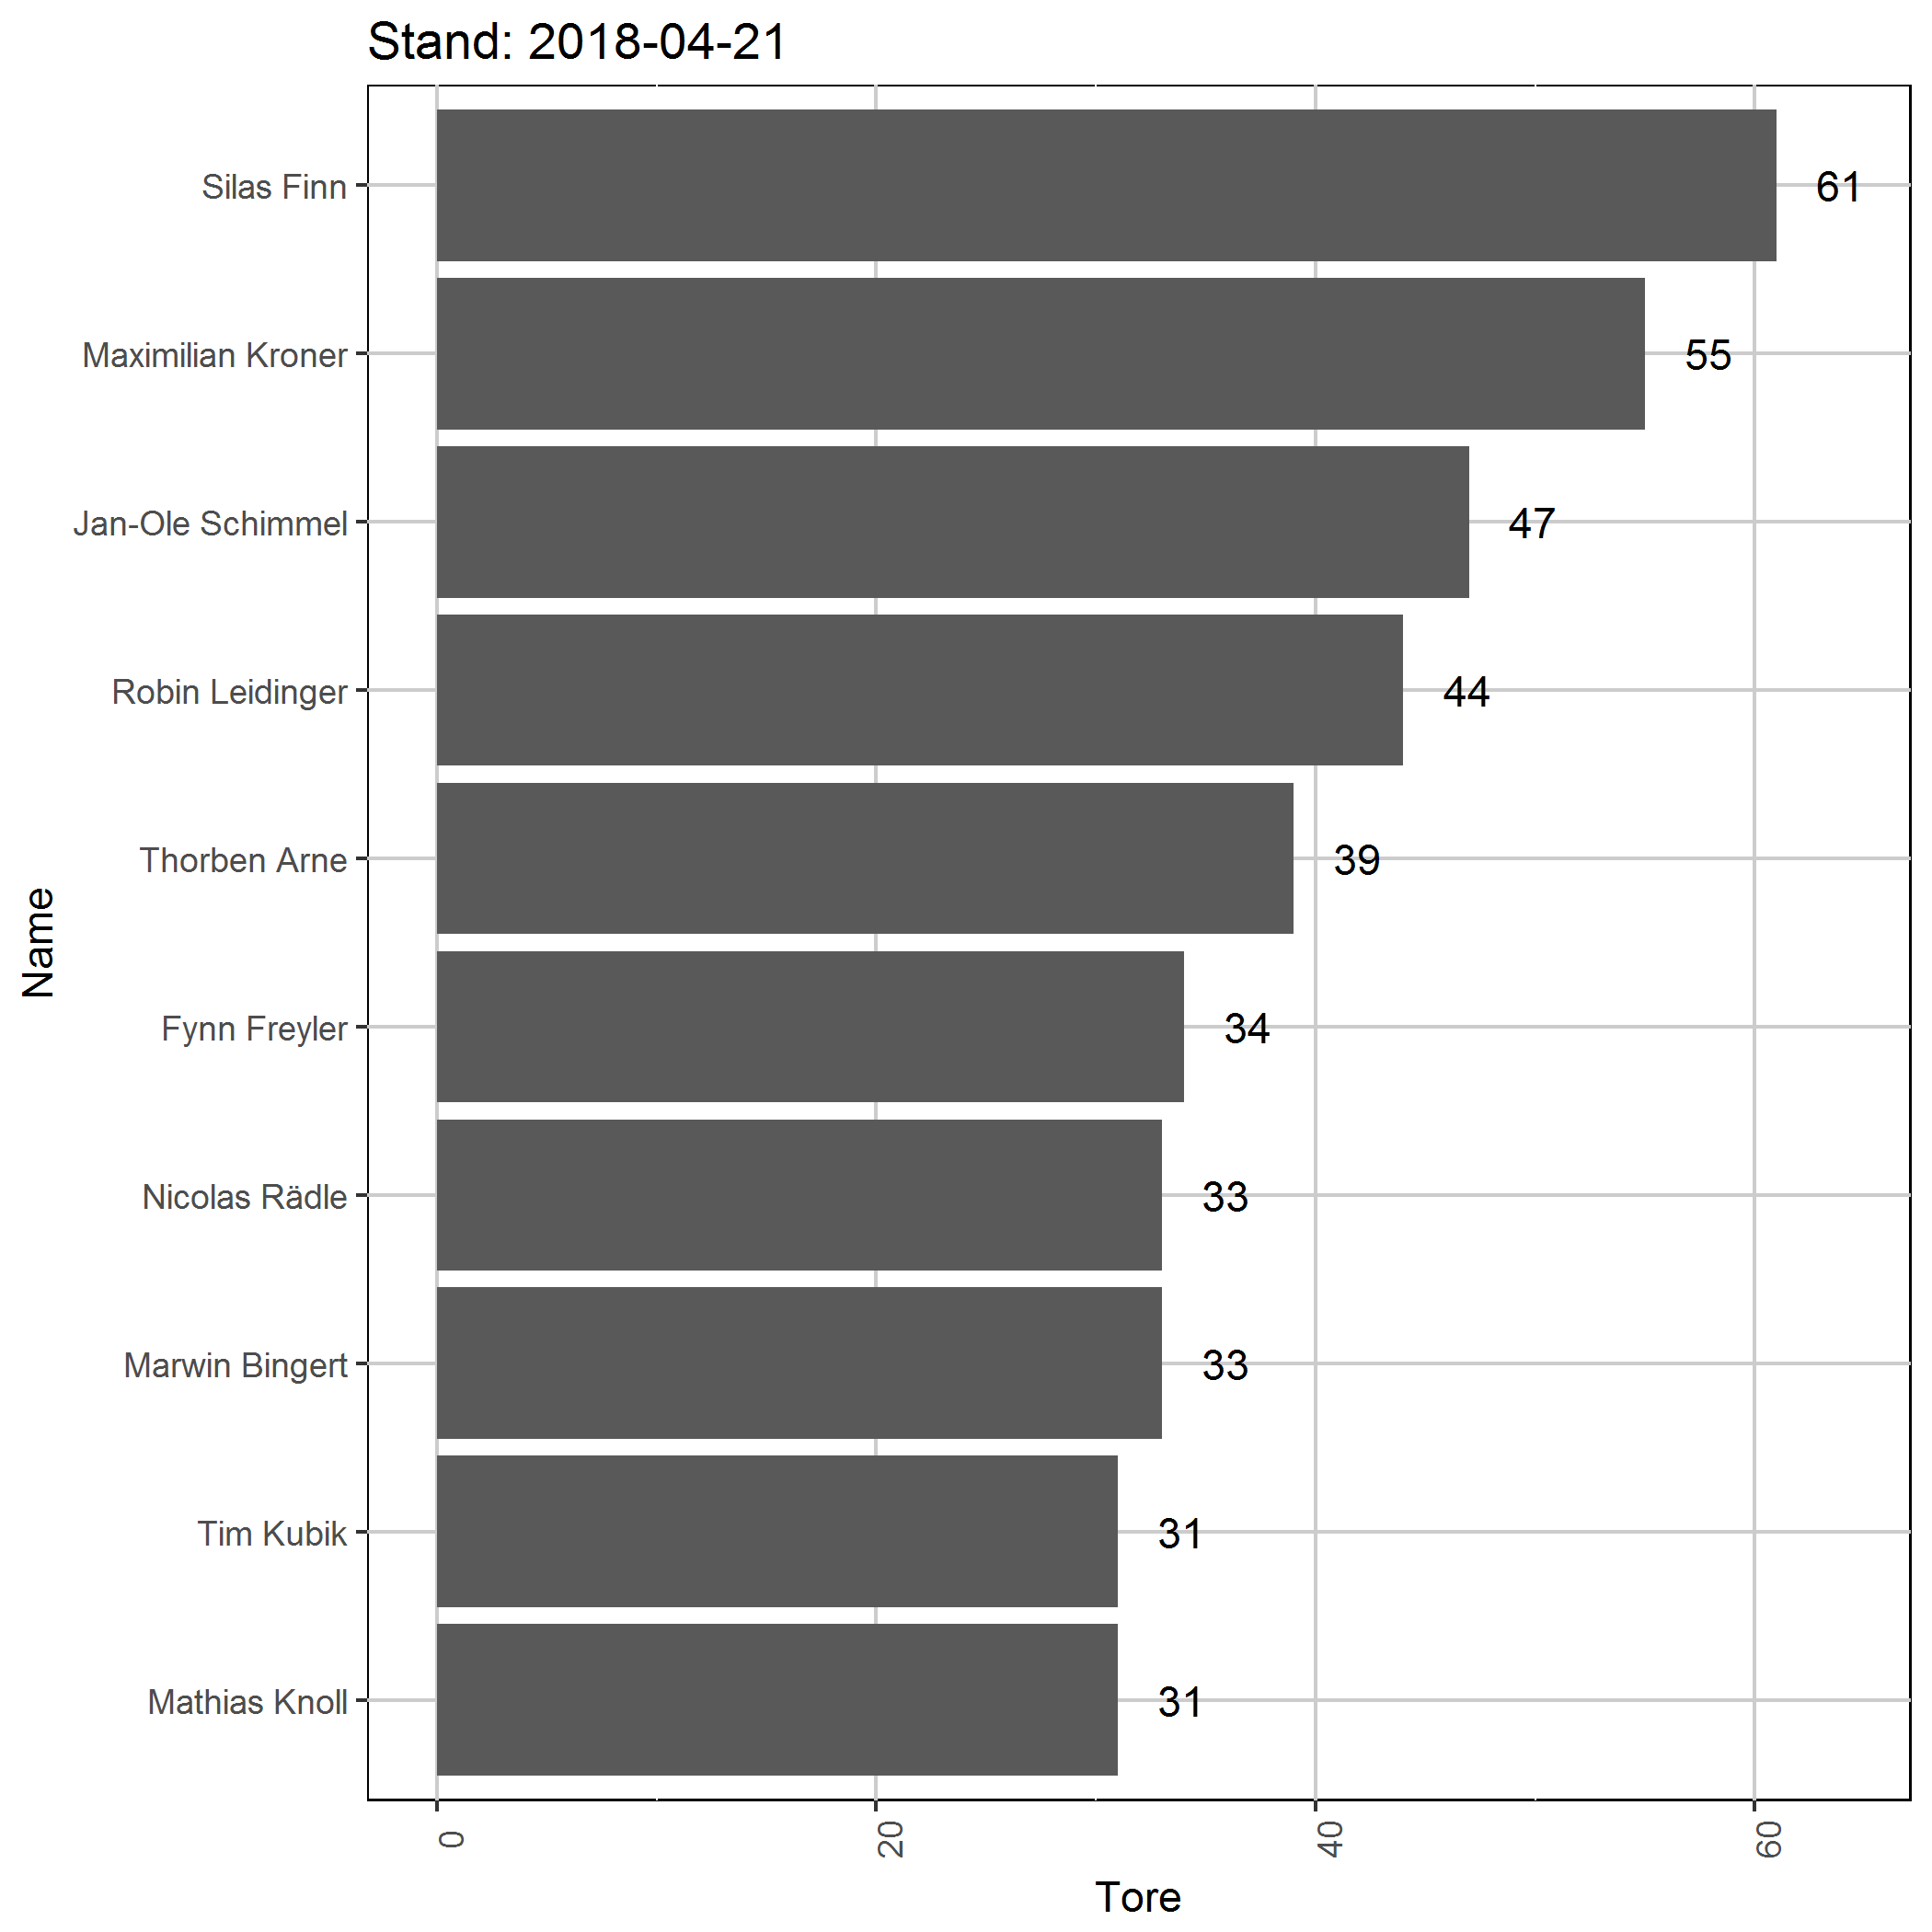 Stand: 2018-04-21
Name
Silas Finn 61
Maximilian Kroner 55
Jan-Ole Schimmel 47
Robin Leidinger 44
Thorben Arne 39
Fynn Freyler 34
Nicolas Rädle 33
Marwin Bingert 33
Tim Kubik 31
Mathias Knoll 31
0 20 40 60
Tore